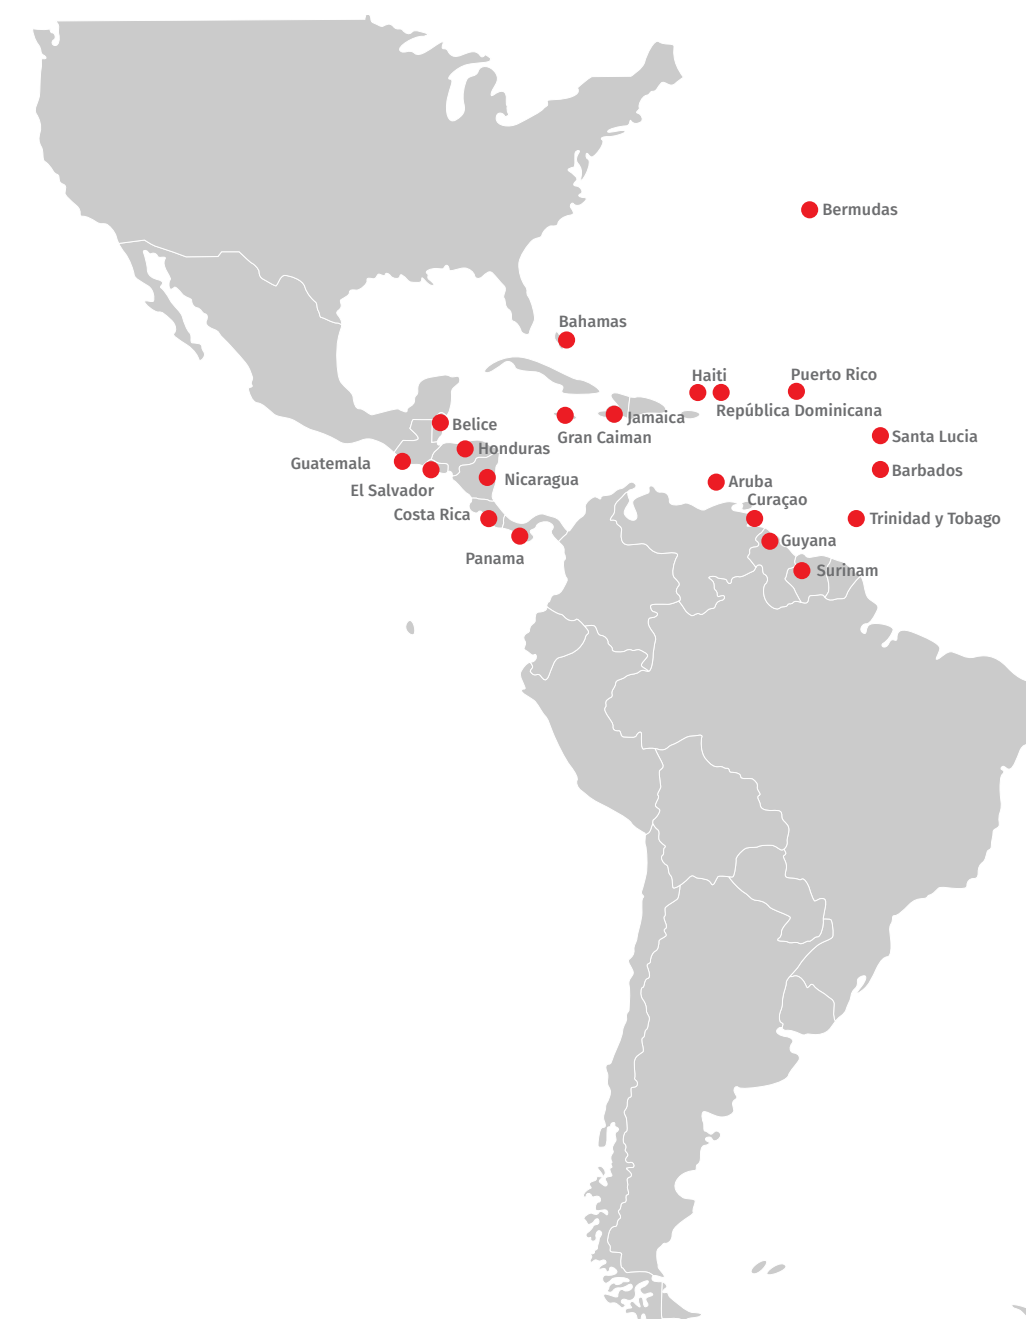 Bermudas
Bahamas
Haiti
Puerto Rico
República Dominicana
Jamaica
Belice
Gran Caiman
Santa Lucia
Honduras
Guatemala
Barbados
Nicaragua
Aruba
El Salvador
Curaçao
Costa Rica
Trinidad y Tobago
Guyana
Panama
Surinam